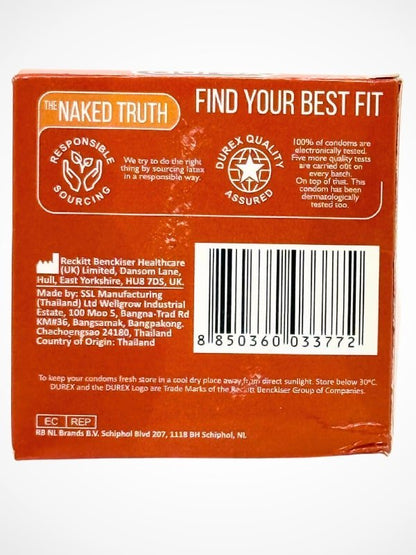 THE NAKED TRUTH
FIND YOUR BEST FIT
RESPONSIBLE SOURCING
We try to do the right
thing by sourcing latex
in a responsible way.
DUREX QUALITY ASSURED
100% of condoms are
electronically tested.
Five more quality tests
are carried out on
every batch.
On top of that. This
condom has been
dermatologically
tested too.
Reckitt Benckiser Healthcare
(UK) Limited, Dansom Lane,
Hull, East Yorkshire, HU8 7DS, UK.
Made by: SSL Manufacturing
(Thailand) Ltd Wellgrow Industrial
Estate, 100 Moo 5, Bangna-Trad Rd
KM#36, Bangsamak, Bangpakong.
Chachoengsao 24180, Thailand
Country of Origin: Thailand
8 850360 033772
To keep your condoms fresh store in a cool dry place away from direct sunlight. Store below 30°C.
DUREX and the DUREX Logo are Trade Marks of the Reckitt Benckiser Group of Companies.
EC REP
RB NL Brands B.V. Schiphol Blvd 207, 1118 BH Schiphol, NL